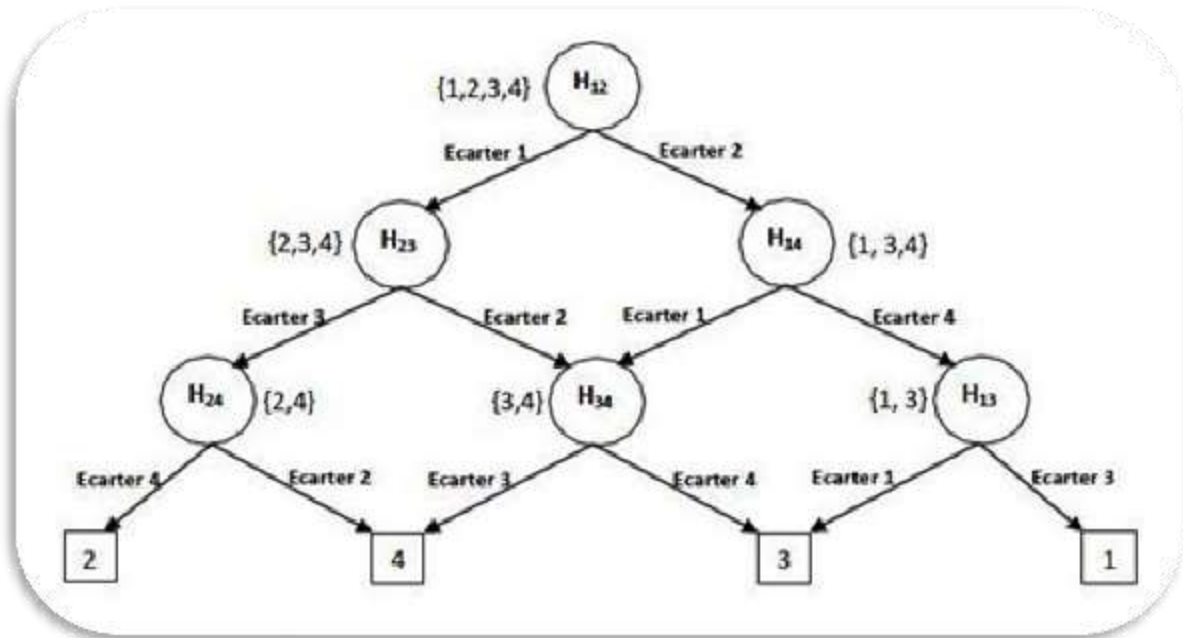 {1,2,3,4} H₁₂
Ecarter 1 Ecarter 2
{2,3,4} H₂₃ H₁₄ {1, 3,4}
Ecarter 3 Ecarter 2 Ecarter 1 Ecarter 4
H₂₄ {2,4} {3,4} H₃₄ {1, 3} H₁₃
Ecarter 4 Ecarter 2 Ecarter 3 Ecarter 4 Ecarter 1 Ecarter 3
2 4 3 1